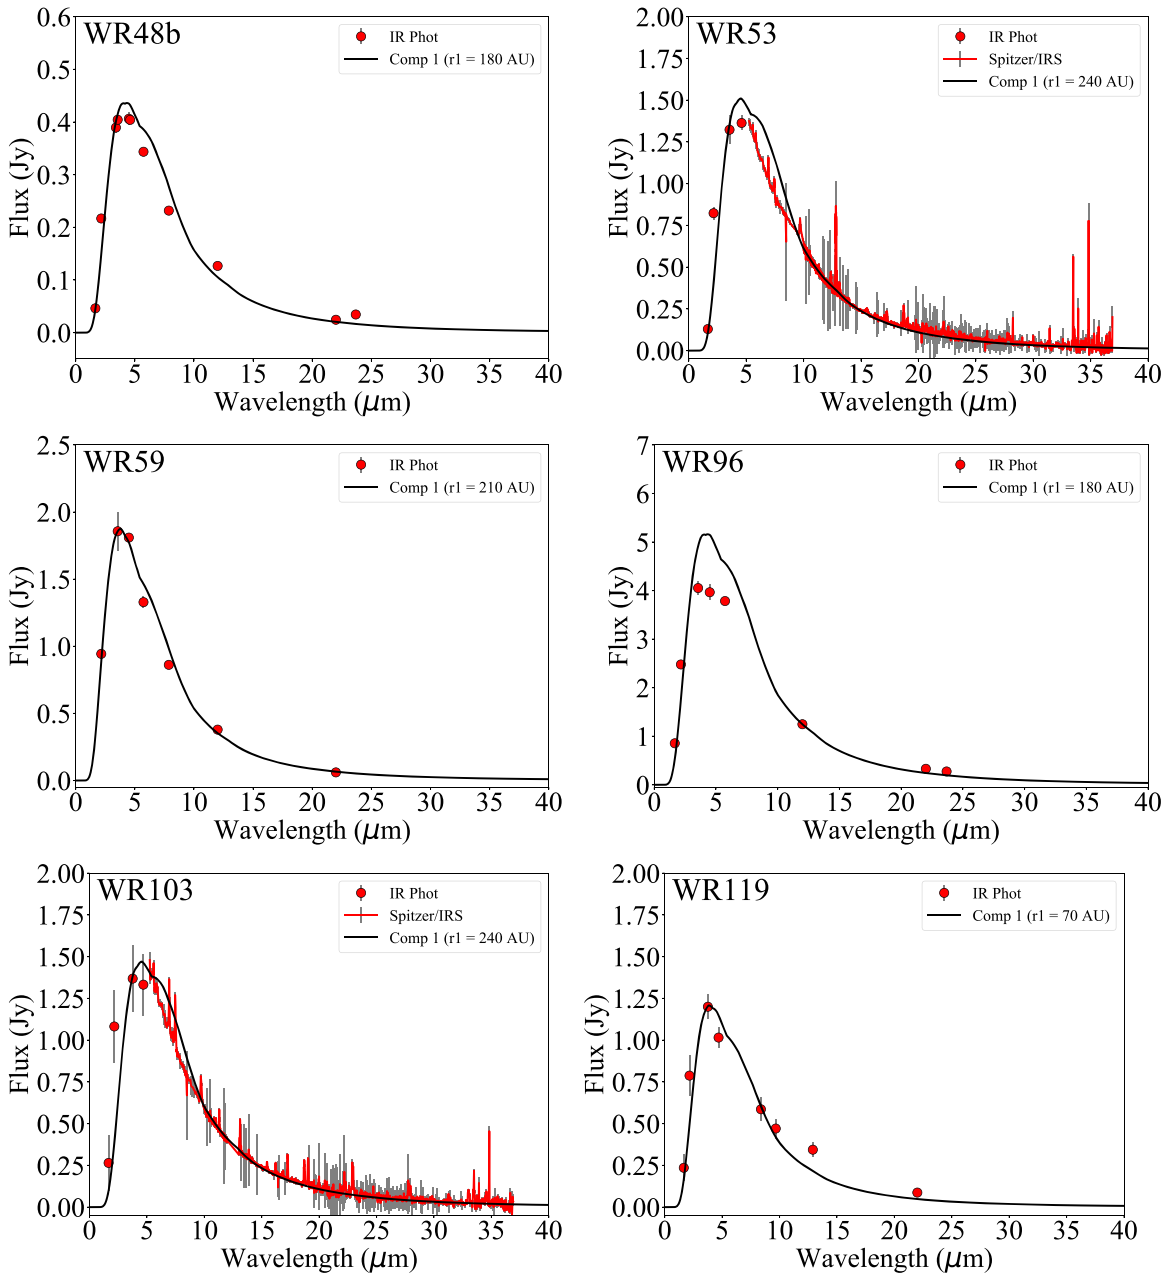 WR48b
IR Phot
Comp 1 (r1 = 180 AU)
Flux (Jy)
0.6
0.5
0.4
0.3
0.2
0.1
0.0
0 5 10 15 20 25 30 35 40
Wavelength (μm)
WR53
IR Phot
Spitzer/IRS
Comp 1 (r1 = 240 AU)
Flux (Jy)
2.00
1.75
1.50
1.25
1.00
0.75
0.50
0.25
0.00
0 5 10 15 20 25 30 35 40
Wavelength (μm)
WR59
IR Phot
Comp 1 (r1 = 210 AU)
Flux (Jy)
2.5
2.0
1.5
1.0
0.5
0.0
0 5 10 15 20 25 30 35 40
Wavelength (μm)
WR96
IR Phot
Comp 1 (r1 = 180 AU)
Flux (Jy)
7
6
5
4
3
2
1
0
0 5 10 15 20 25 30 35 40
Wavelength (μm)
WR103
IR Phot
Spitzer/IRS
Comp 1 (r1 = 240 AU)
Flux (Jy)
2.00
1.75
1.50
1.25
1.00
0.75
0.50
0.25
0.00
0 5 10 15 20 25 30 35 40
Wavelength (μm)
WR119
IR Phot
Comp 1 (r1 = 70 AU)
Flux (Jy)
2.00
1.75
1.50
1.25
1.00
0.75
0.50
0.25
0.00
0 5 10 15 20 25 30 35 40
Wavelength (μm)